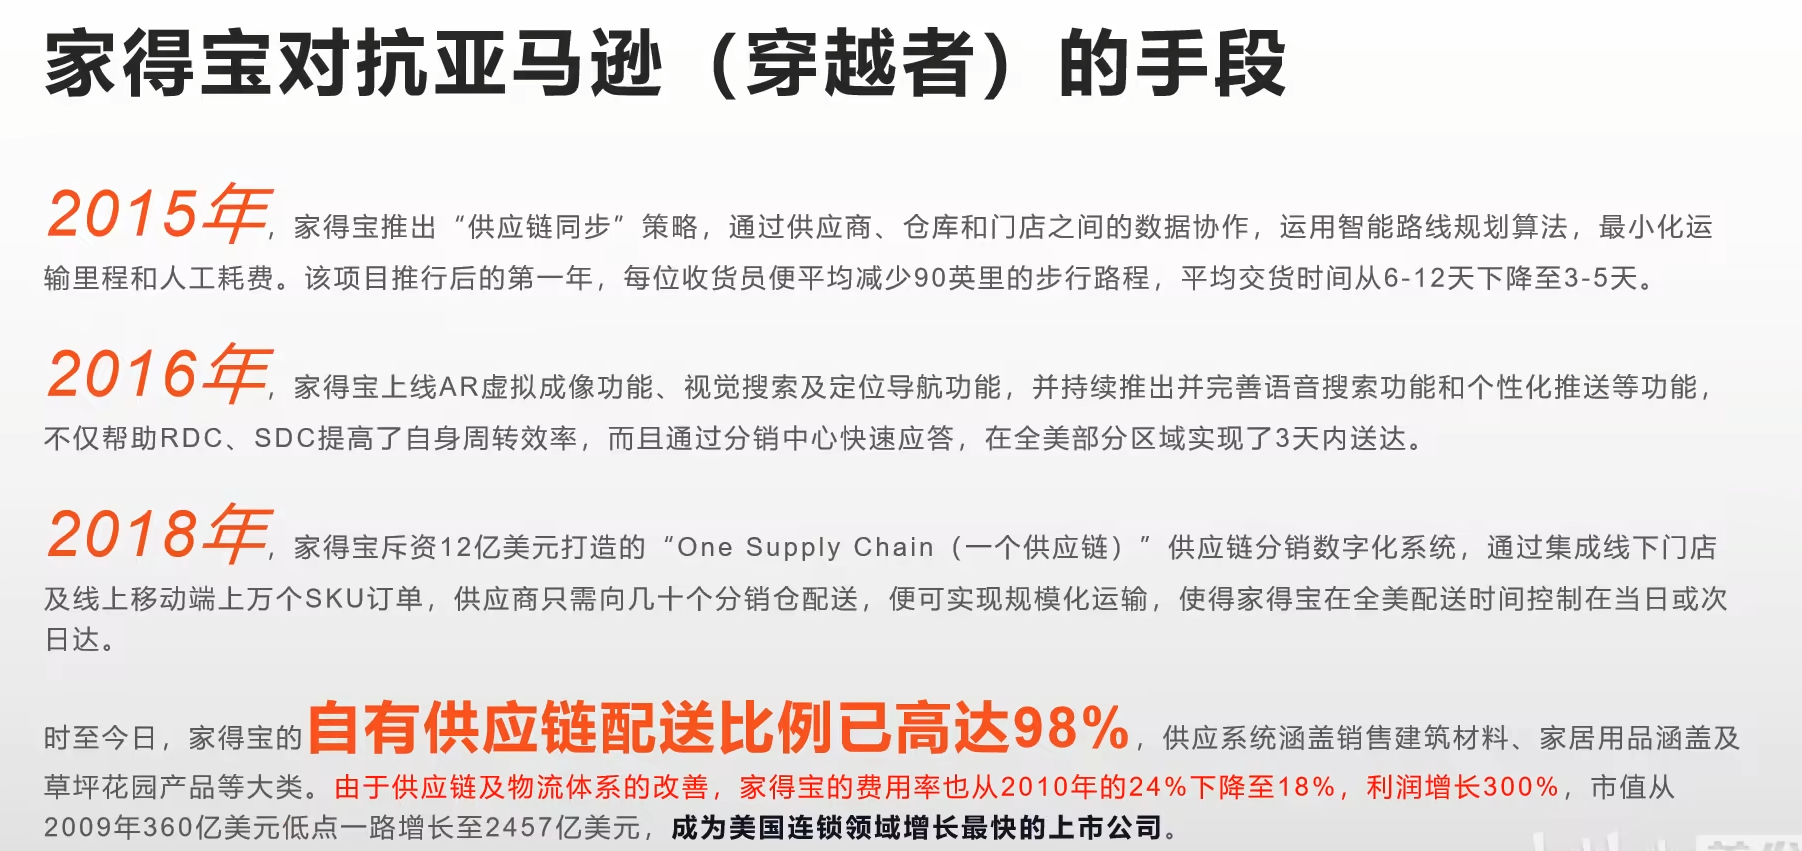 家得宝对抗亚马逊（穿越者）的手段
2015年，家得宝推出“供应链同步”策略，通过供应商、仓库和门店之间的数据协作，运用智能路线规划算法，最小化运
输里程和人工耗费。该项目推行后的第一年，每位收货员便平均减少90英里的步行路程，平均交货时间从6-12天下降至3-5天。
2016年，家得宝上线AR虚拟成像功能、视觉搜索及定位导航功能，并持续推出并完善语音搜索功能和个性化推送等功能，
不仅帮助RDC、SDC提高了自身周转效率，而且通过分销中心快速应答，在全美部分区域实现了3天内送达。
2018年，家得宝斥资12亿美元打造的“One Supply Chain（一个供应链）”供应链分销数字化系统，通过集成线下门店
及线上移动端上万个SKU订单，供应商只需向几十个分销仓配送，便可实现规模化运输，使得家得宝在全美配送时间控制在当日或次
日达。
时至今日，家得宝的自有供应链配送比例已高达98%，供应系统涵盖销售建筑材料、家居用品涵盖及
草坪花园产品等大类。由于供应链及物流体系的改善，家得宝的费用率也从2010年的24%下降至18%，利润增长300%，市值从
2009年360亿美元低点一路增长至2457亿美元，成为美国连锁领域增长最快的上市公司。